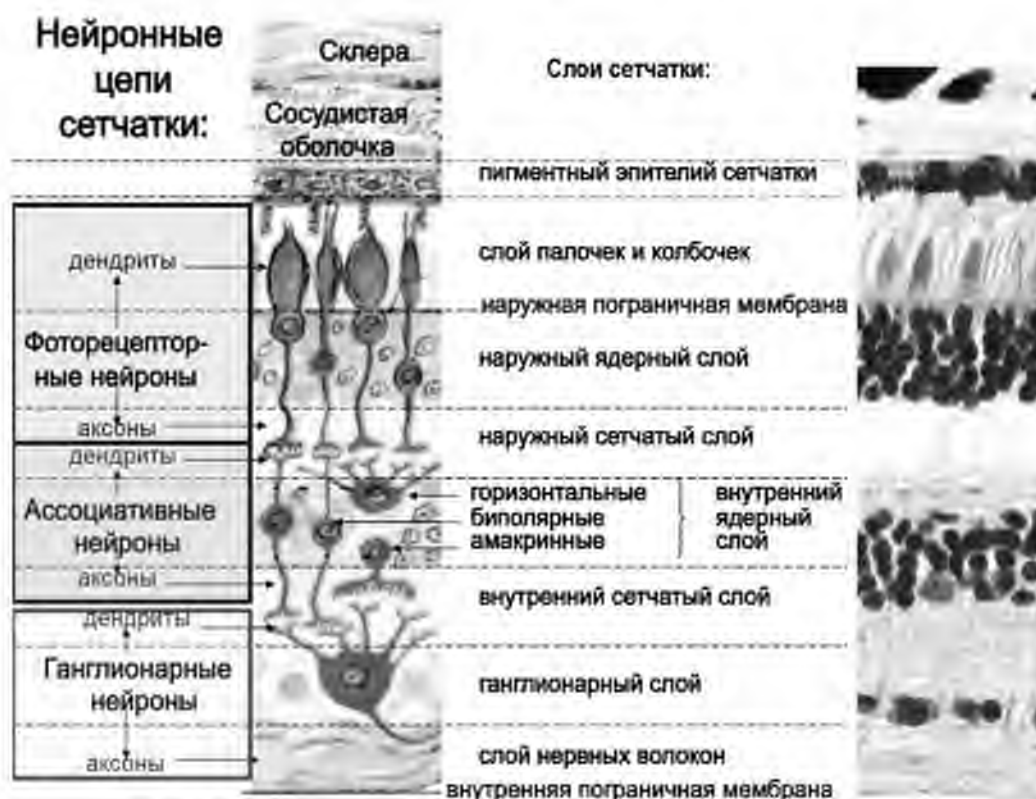 Нейронные
цепи
сетчатки:
Склера
Сосудистая
оболочка
Слои сетчатки:
пигментный эпителий сетчатки
дендриты
слой палочек и колбочек
наружная пограничная мембрана
Фоторецептор-
ные нейроны
наружный ядерный слой
аксоны
наружный сетчатый слой
дендриты
Ассоциативные
нейроны
горизонтальные
биполярные
амакринные
внутренний
ядерный
слой
аксоны
внутренний сетчатый слой
дендриты
Ганглионарные
нейроны
ганглионарный слой
аксоны
слой нервных волокон
внутренняя пограничная мембрана